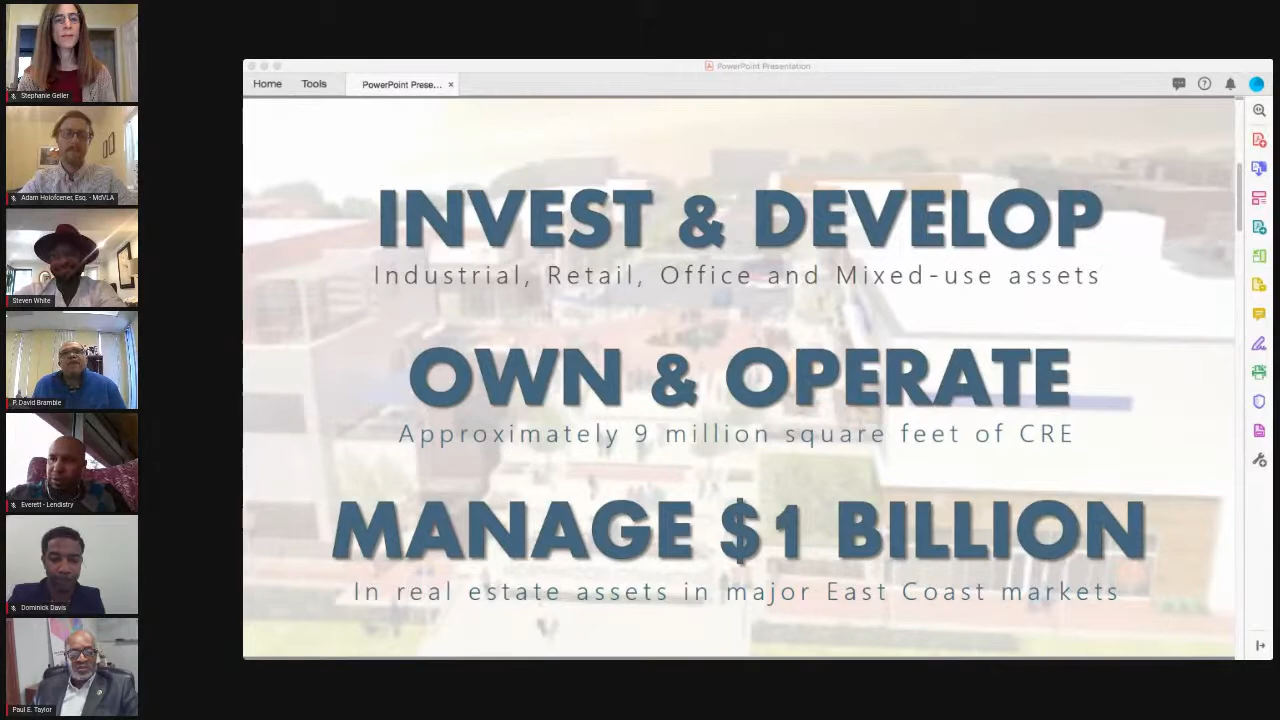 Stephanie Geller
Adam Holofcener, Esq. - MdVLA
Steven White
P. David Bramble
Everett - Lendistry
Dominick Davis
Paul E. Taylor
PowerPoint Presentation
Home Tools PowerPoint Prese... ×
INVEST & DEVELOP
Industrial, Retail, Office and Mixed-use assets
OWN & OPERATE
Approximately 9 million square feet of CRE
MANAGE $1 BILLION
In real estate assets in major East Coast markets